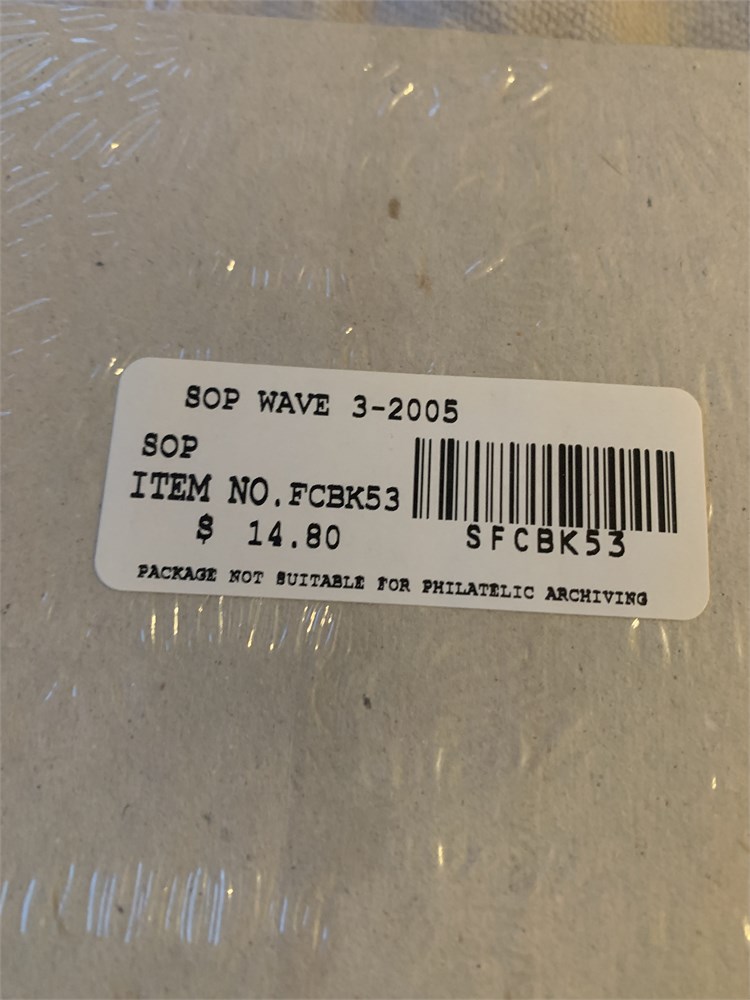 SOP WAVE 3-2005
SOP
ITEM NO.FCBK53
$ 14.80
SFCBK53
PACKAGE NOT SUITABLE FOR PHILATELIC ARCHIVING